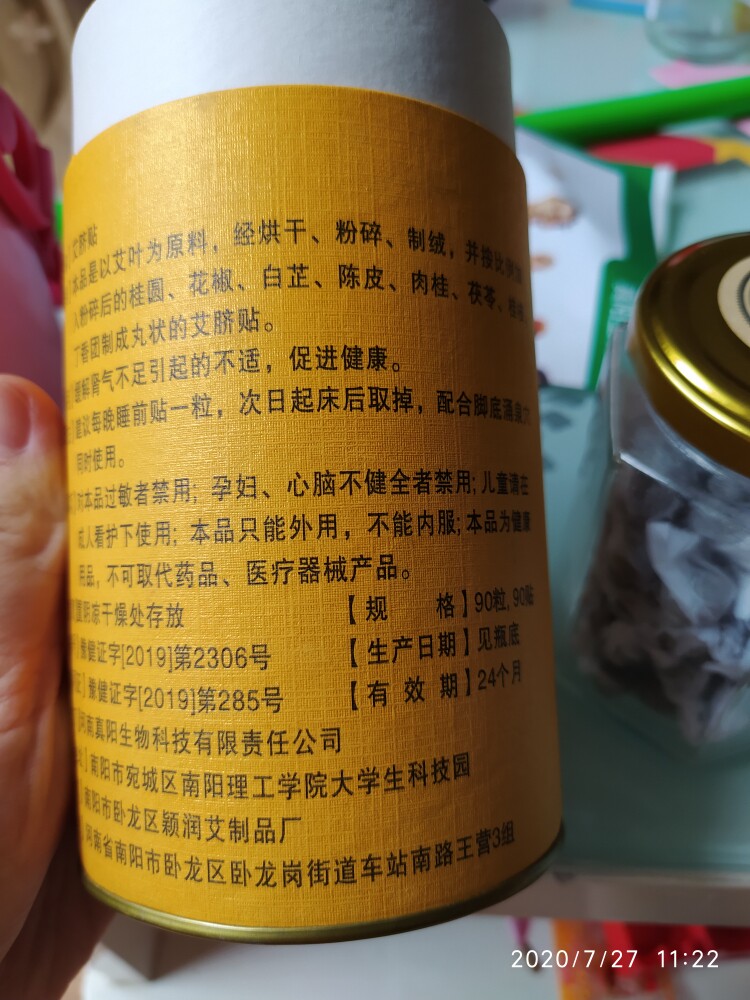 艾脐贴
本品是以艾叶为原料，经烘干、粉碎、制绒，并按比例加
入粉碎后的桂圆、花椒、白芷、陈皮、肉桂、茯苓、
丁香团制成丸状的艾脐贴。
缓解肾气不足引起的不适，促进健康。
建议每晚睡前贴一粒，次日起床后取掉，配合脚底涌泉穴
同时使用。
对本品过敏者禁用；孕妇、心脑不健全者禁用；儿童请在
成人看护下使用；本品只能外用，不能内服；本品为健康
用品，不可取代药品、医疗器械产品。
置阴凉干燥处存放 【规 格】90粒，90贴
豫健证字[2019]第2306号 【生产日期】见瓶底
证】豫健证字[2019]第285号 【有效期】24个月
河南真阳生物科技有限责任公司
】南阳市宛城区南阳理工学院大学生科技园
南阳市卧龙区颖润艾制品厂
河南省南阳市卧龙区卧龙岗街道车站南路王营3组
2020/7/27 11:22